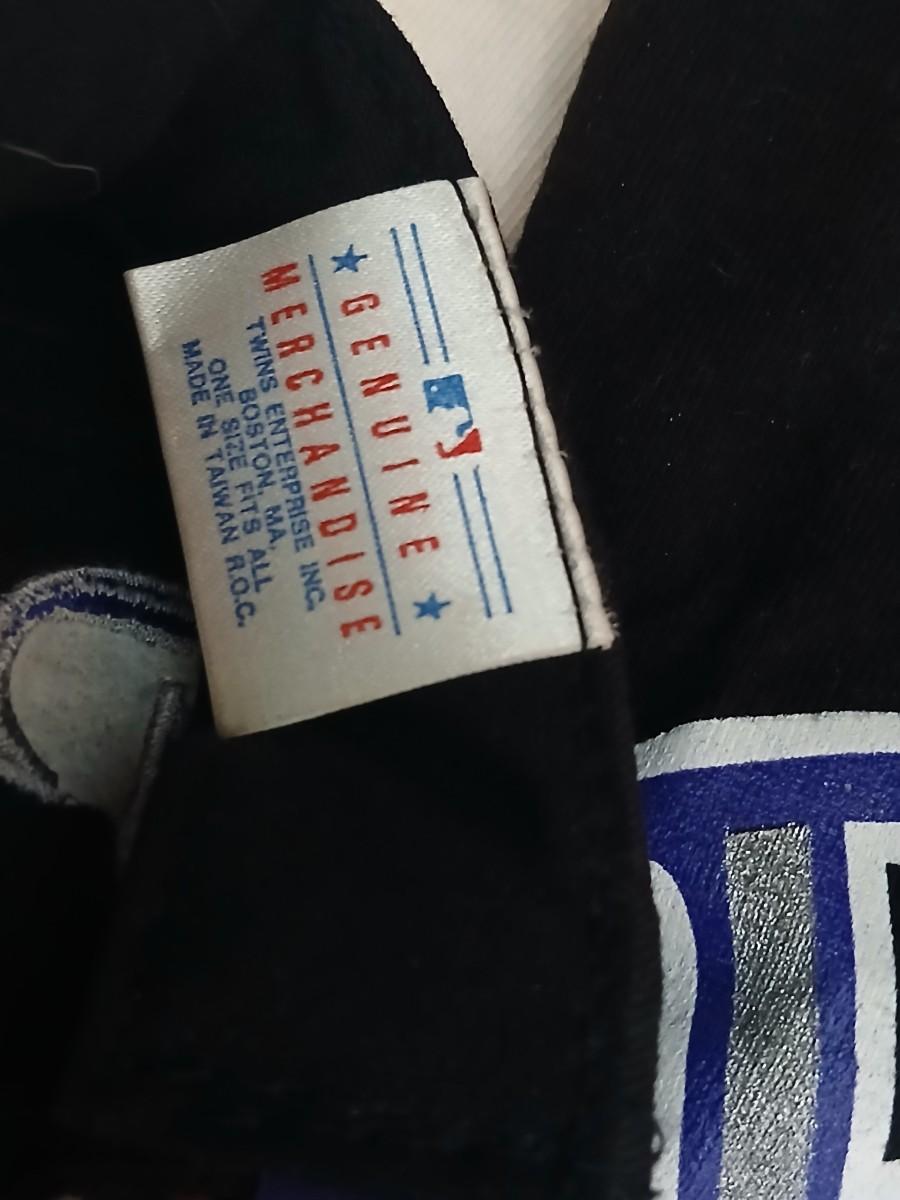 ★ GENUINE ★
MERCHANDISE
TWINS ENTERPRISE INC.
BOSTON, MA.
ONE SIZE FITS ALL
MADE IN TAIWAN R.O.C.